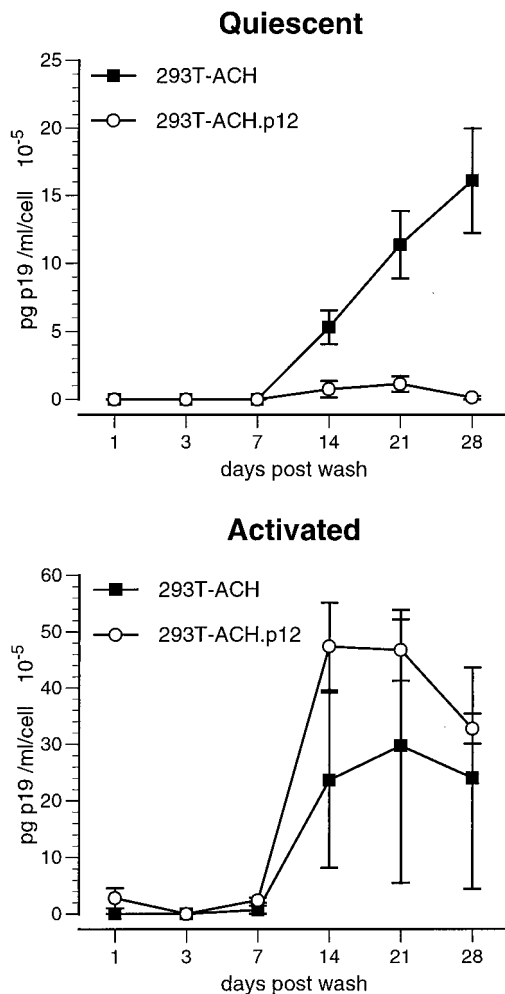 Quiescent
25
20
15
10
5
0
pg p19 /ml/cell 10-5
293T-ACH
293T-ACH.p12
1 3 7 14 21 28
days post wash
Activated
60
50
40
30
20
10
0
pg p19 /ml/cell 10-5
293T-ACH
293T-ACH.p12
1 3 7 14 21 28
days post wash